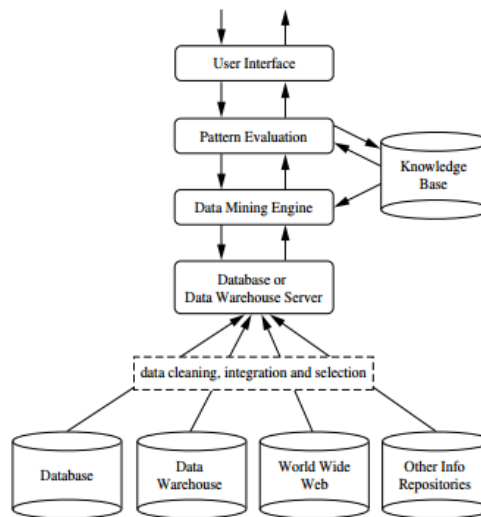 User Interface
Pattern Evaluation
Knowledge
Base
Data Mining Engine
Database or
Data Warehouse Server
data cleaning, integration and selection
Database
Data
Warehouse
World Wide
Web
Other Info
Repositories